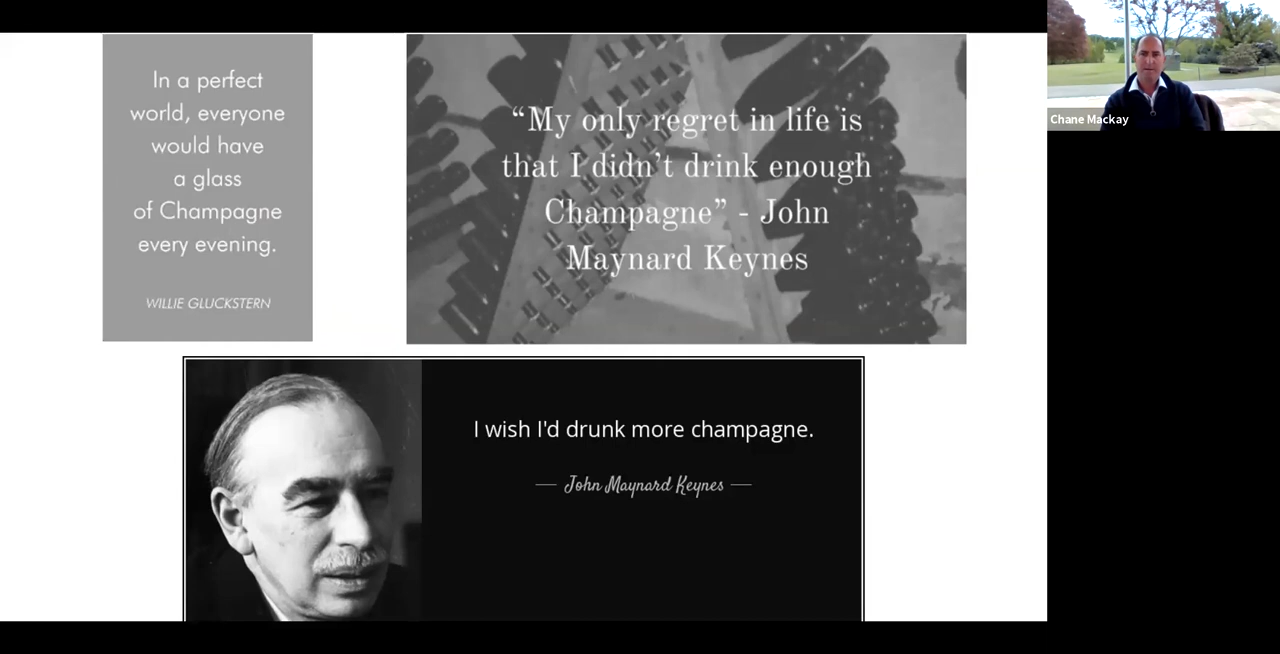 In a perfect
world, everyone
would have
a glass
of Champagne
every evening.
WILLIE GLUCKSTERN
“My only regret in life is
that I didn’t drink enough
Champagne” - John
Maynard Keynes
I wish I'd drunk more champagne.
— John Maynard Keynes —
Chane Mackay